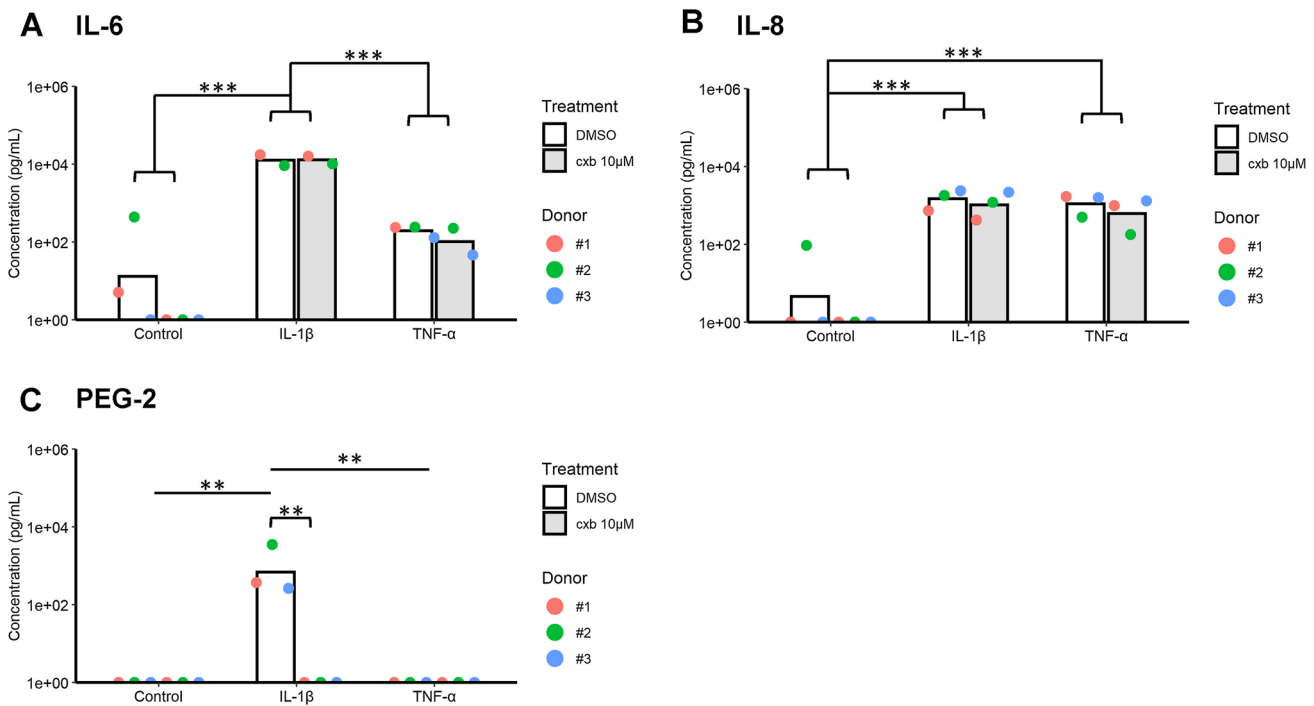 A IL-6
***
***
1e+06
1e+04
1e+02
1e+00
Concentration (pg/mL)
Control IL-1β TNF-α
Treatment
DMSO
cxb 10µM
Donor
#1
#2
#3
B IL-8
***
***
1e+06
1e+04
1e+02
1e+00
Concentration (pg/mL)
Control IL-1β TNF-α
Treatment
DMSO
cxb 10µM
Donor
#1
#2
#3
C PEG-2
**
**
**
1e+06
1e+04
1e+02
1e+00
Concentration (pg/mL)
Control IL-1β TNF-α
Treatment
DMSO
cxb 10µM
Donor
#1
#2
#3